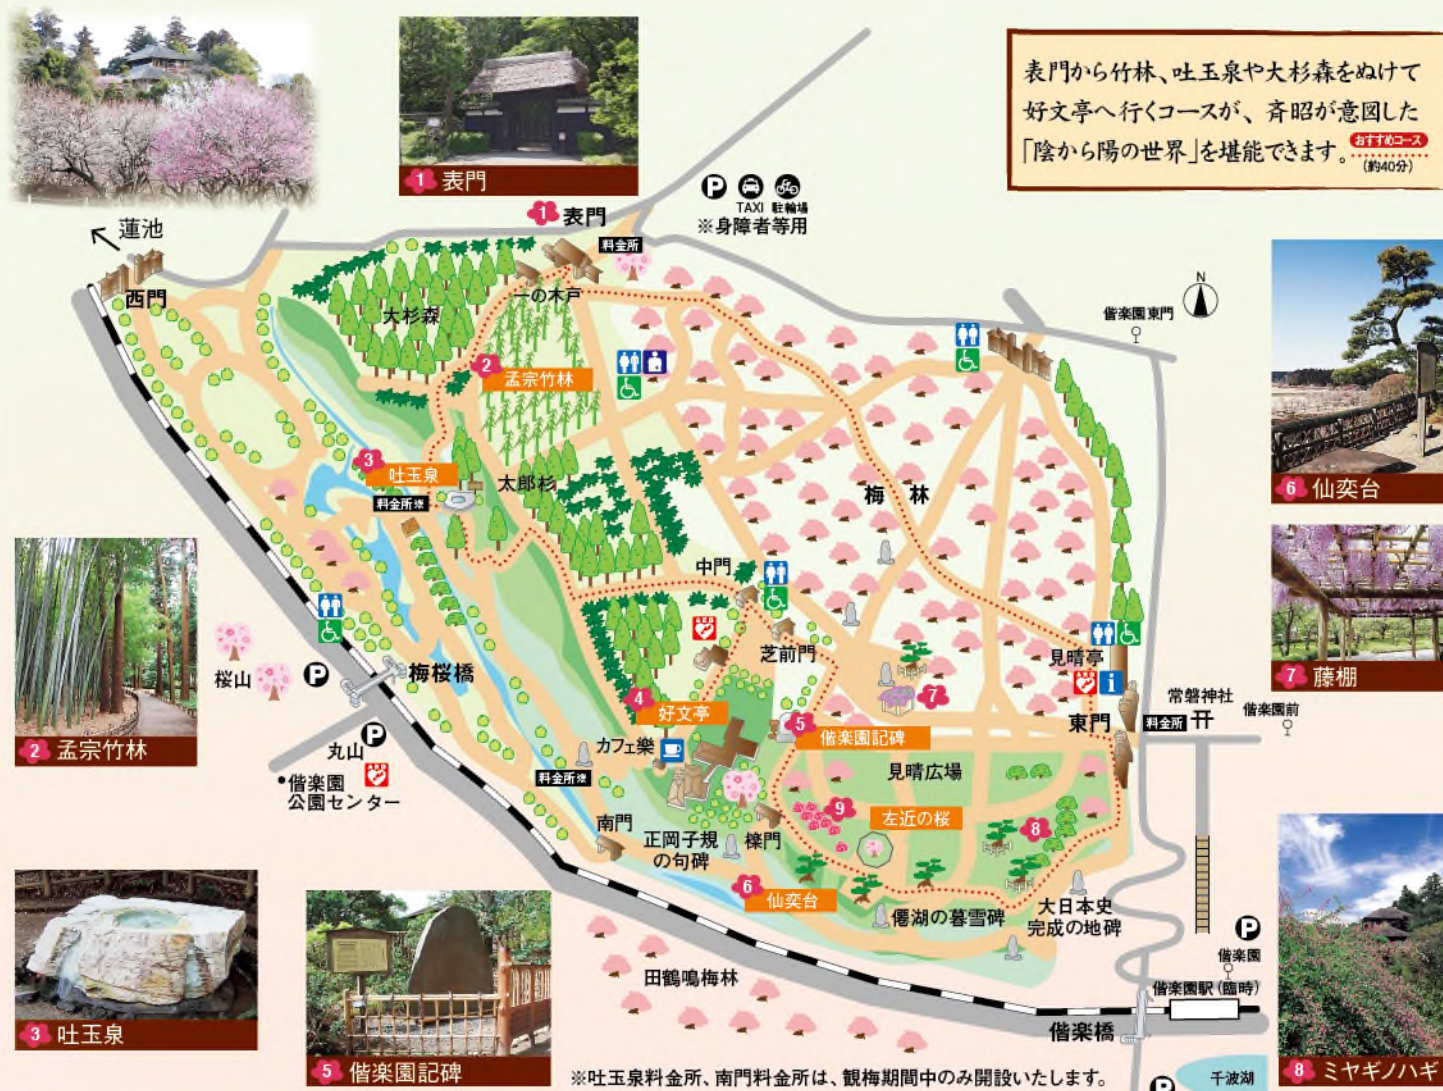 表門から竹林、吐玉泉や大杉森をぬけて
好文亭へ行くコースが、斉昭が意図した
「陰から陽の世界」を堪能できます。
おすすめコース
(約40分)
1 表門
蓮池
1 表門
P TAXI 駐輪場
※身障者等用
料金所
西門
一の木戸
大杉森
N
偕楽園東門
2
孟宗竹林
3
吐玉泉
料金所※
太郎杉
梅林
6 仙奕台
中門
AED
芝前門
見晴亭
AED i
7
7 藤棚
桜山
P
梅桜橋
4
好文亭
5
偕楽園記碑
東門
料金所
常磐神社
偕楽園前
2 孟宗竹林
丸山
P
AED
偕楽園
公園センター
カフェ樂
料金所※
見晴広場
9
左近の桜
8
南門
正岡子規
の句碑
櫟門
6
仙奕台
僊湖の暮雪碑
大日本史
完成の地碑
P
偕楽園
偕楽園駅(臨時)
田鶴鳴梅林
偕楽橋
3 吐玉泉
5 偕楽園記碑
8 ミヤギノハギ
※吐玉泉料金所、南門料金所は、観梅期間中のみ開設いたします。
P
千波湖